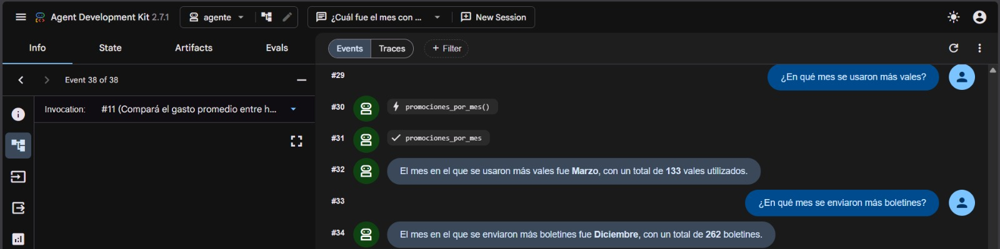 Agent Development Kit 2.7.1
agente
¿Cuál fue el mes con ...
New Session
Info
State
Artifacts
Evals
Events
Traces
+ Filter
Event 38 of 38
Invocation: #11 (Compará el gasto promedio entre h...
#29
¿En qué mes se usaron más vales?
#30
promociones_por_mes()
#31
promociones_por_mes
#32
El mes en el que se usaron más vales fue Marzo, con un total de 133 vales utilizados.
#33
¿En qué mes se enviaron más boletines?
#34
El mes en el que se enviaron más boletines fue Diciembre, con un total de 262 boletines.